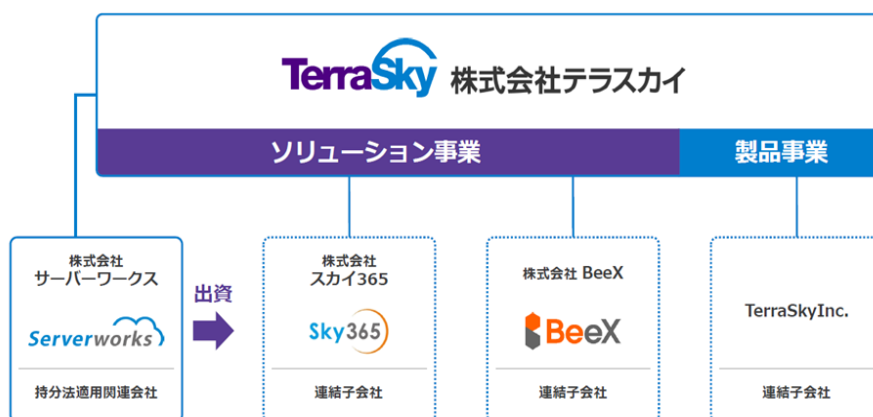 TerraSky 株式会社テラスカイ
ソリューション事業
製品事業
株式会社
サーバーワークス
Serverworks
持分法適用関連会社
出資
株式会社
スカイ365
Sky365
連結子会社
株式会社 BeeX
BeeX
連結子会社
TerraSkyInc.
連結子会社